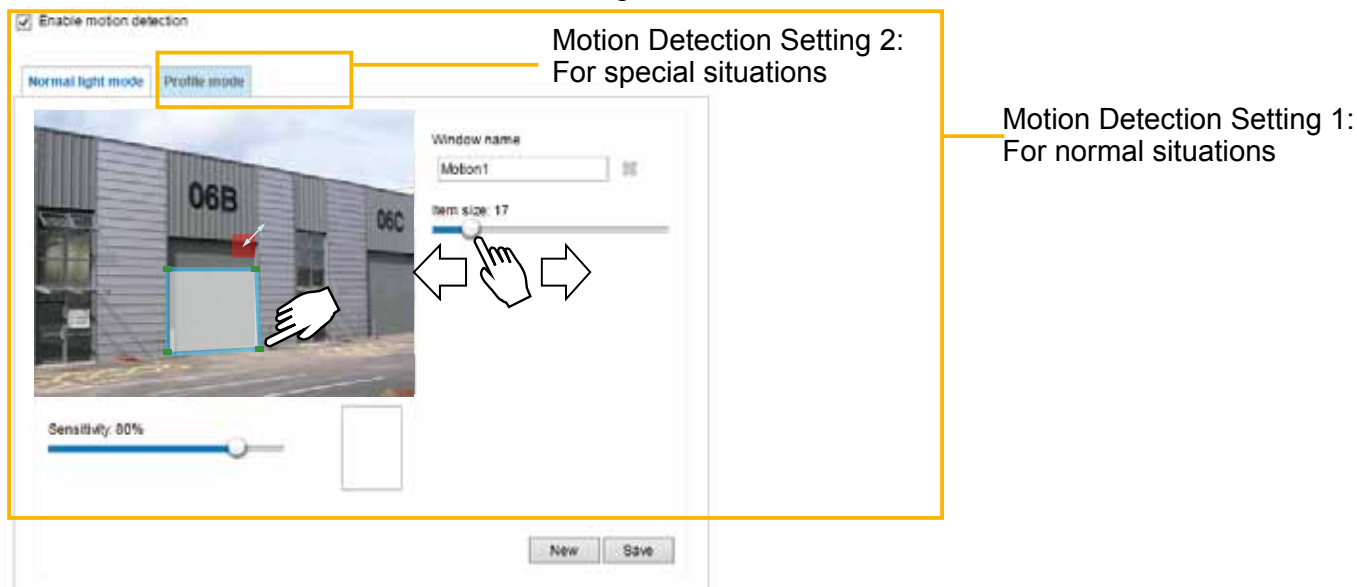 Enable motion detection
Motion Detection Setting 2:
For special situations
Normal light mode
Profile mode
Motion Detection Setting 1:
For normal situations
Window name
Motion1
06B
06C
Item size: 17
Sensitivity: 80%
New
Save